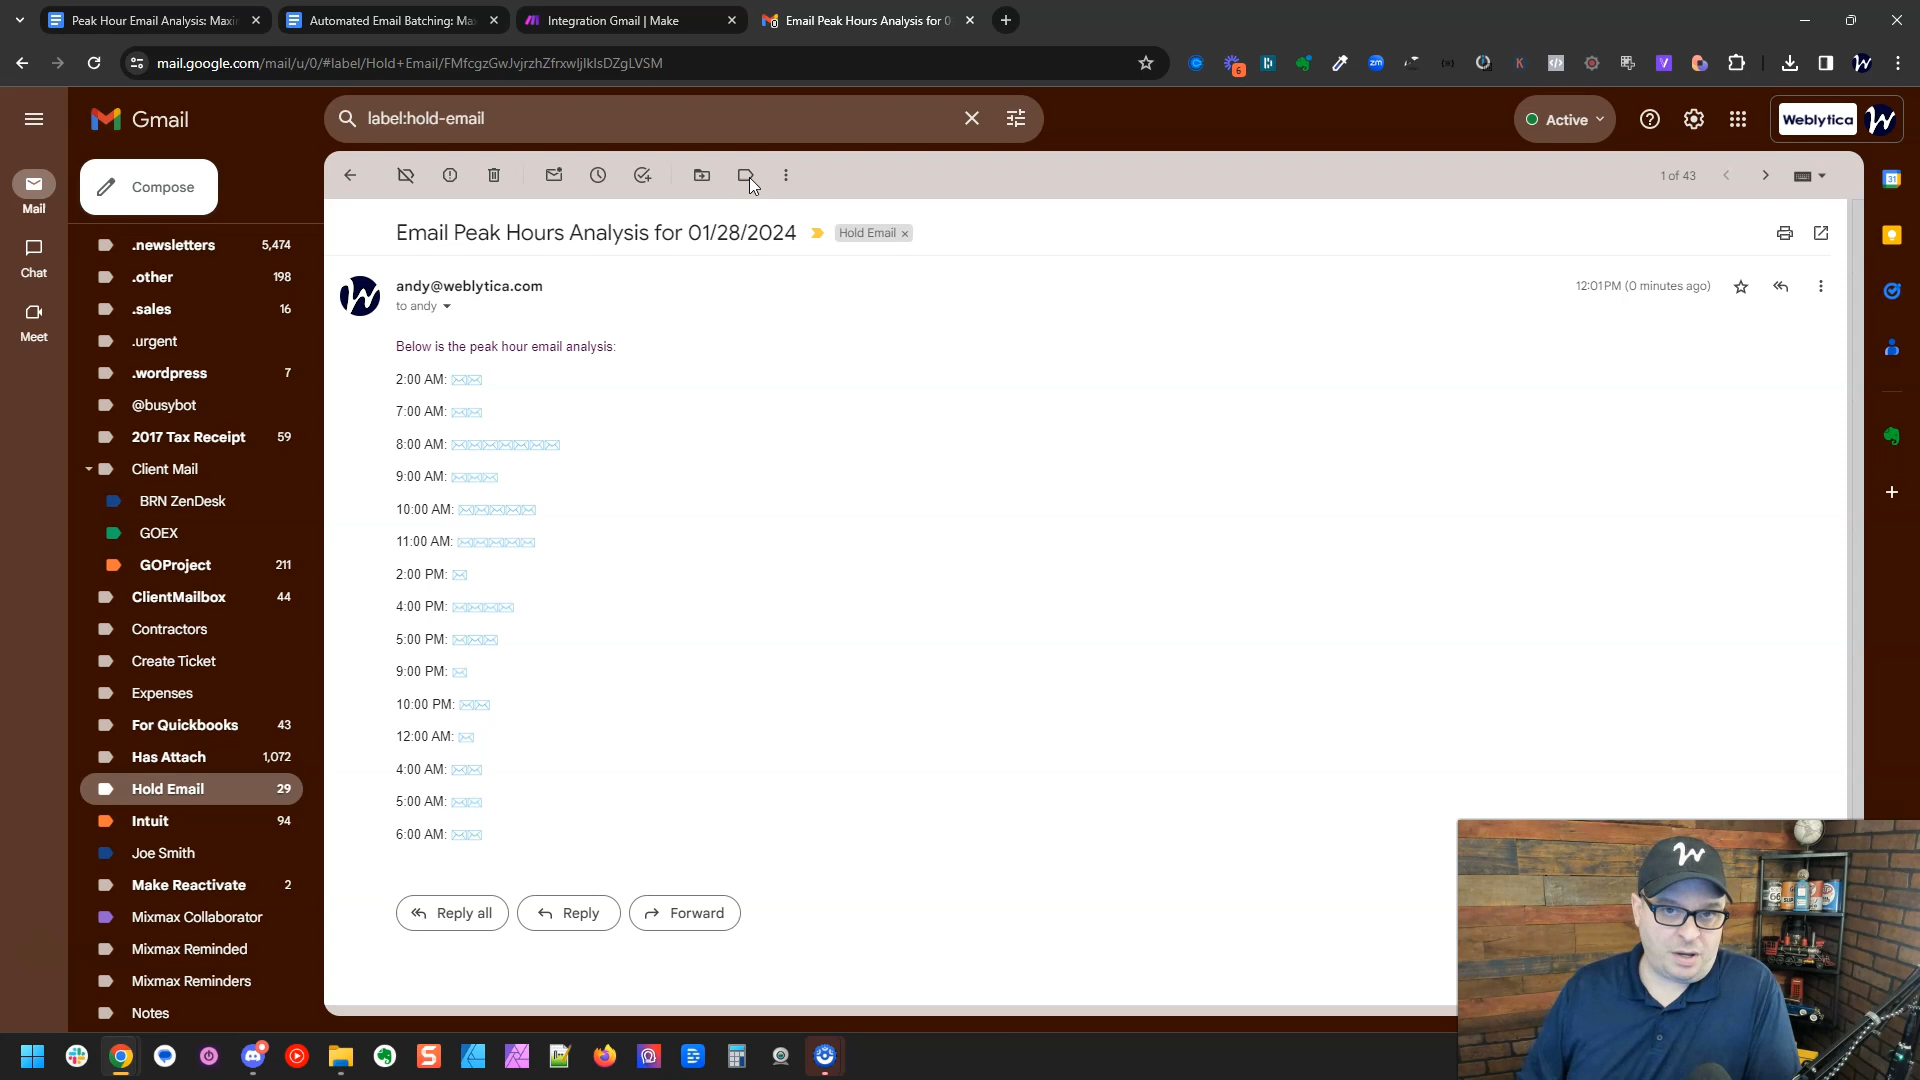 Peak Hour Email Analysis: Maxi
Automated Email Batching: Ma
Integration Gmail | Make
Email Peak Hours Analysis for 0
mail.google.com/mail/u/0/#label/Hold+Email/FMfcgzGwJvjrzhZfrxwljlklsDZgLVSM
6
Gmail
label:hold-email
Active
Weblytica
Mail
Chat
Meet
Compose
.newsletters 5,474
.other 198
.sales 16
.urgent
.wordpress 7
@busybot
2017 Tax Receipt 59
Client Mail
BRN ZenDesk
GOEX
GOProject 211
ClientMailbox 44
Contractors
Create Ticket
Expenses
For Quickbooks 43
Has Attach 1,072
Hold Email 29
Intuit 94
Joe Smith
Make Reactivate 2
Mixmax Collaborator
Mixmax Reminded
Mixmax Reminders
Notes
1 of 43
Email Peak Hours Analysis for 01/28/2024
Hold Email ×
andy@weblytica.com
to andy
12:01 PM (0 minutes ago)
Below is the peak hour email analysis:
2:00 AM: ✉✉
7:00 AM: ✉✉
8:00 AM: ✉✉✉✉✉✉✉
9:00 AM: ✉✉✉
10:00 AM: ✉✉✉✉✉
11:00 AM: ✉✉✉✉✉
2:00 PM: ✉
4:00 PM: ✉✉✉✉
5:00 PM: ✉✉✉
9:00 PM: ✉
10:00 PM: ✉✉
12:00 AM: ✉
4:00 AM: ✉✉
5:00 AM: ✉✉
6:00 AM: ✉✉
Reply all
Reply
Forward